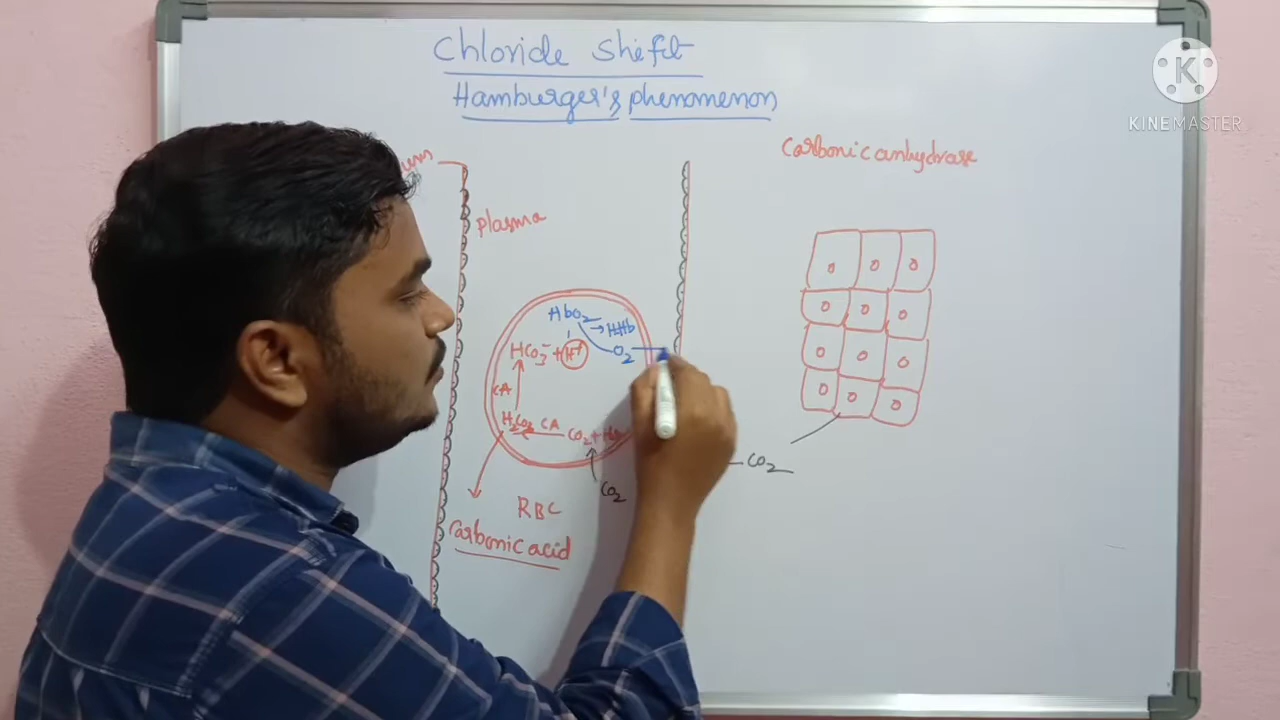 Chloride shift
Hamburger's phenomenon
KINEMASTER
Carbonic anhydrase
Plasma
HbO2
HHb
HCO3- + H+
O2
CA
H2CO3
CA
CO2 + H2O
CO2
CO2
RBC
Carbonic acid